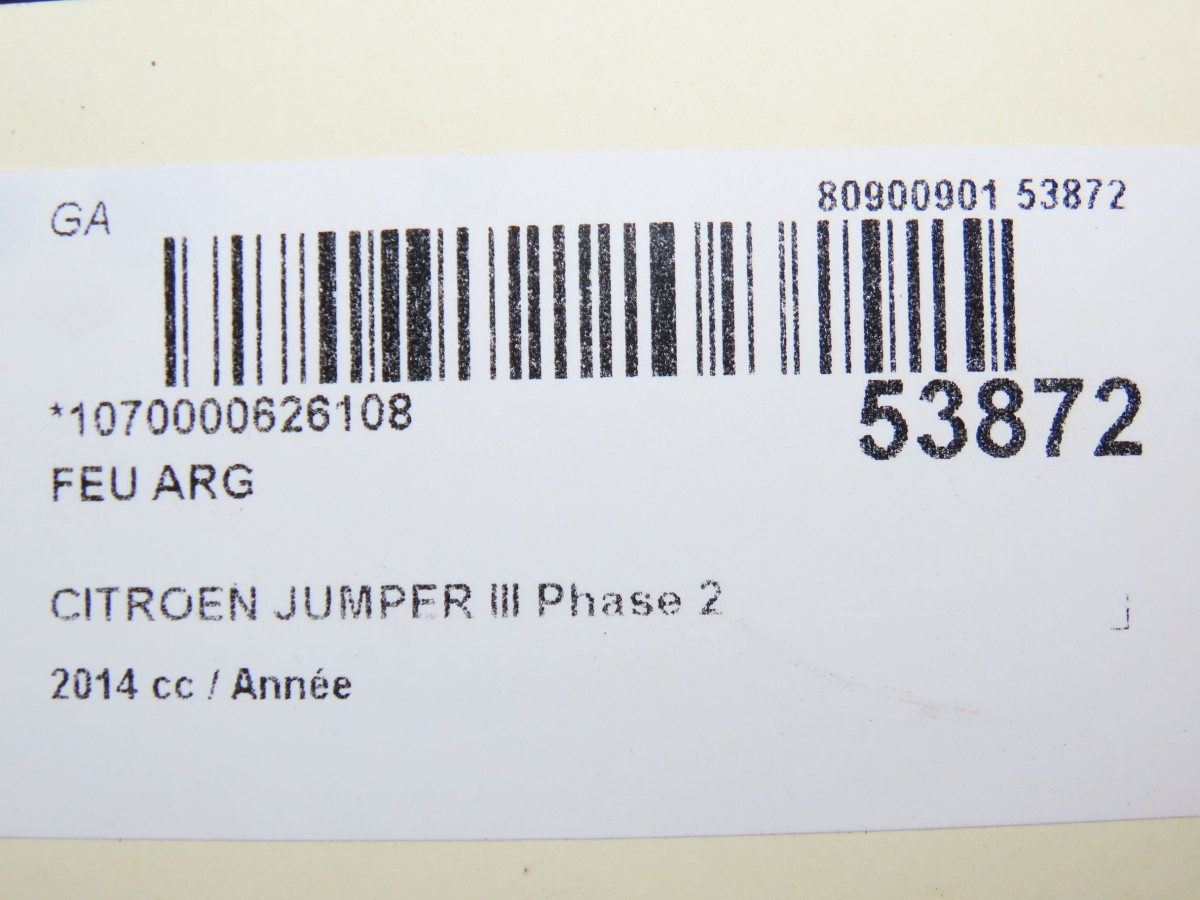 GA
80900901 53872
*1070000626108
53872
FEU ARG
CITROEN JUMPER III Phase 2
2014 cc / Année